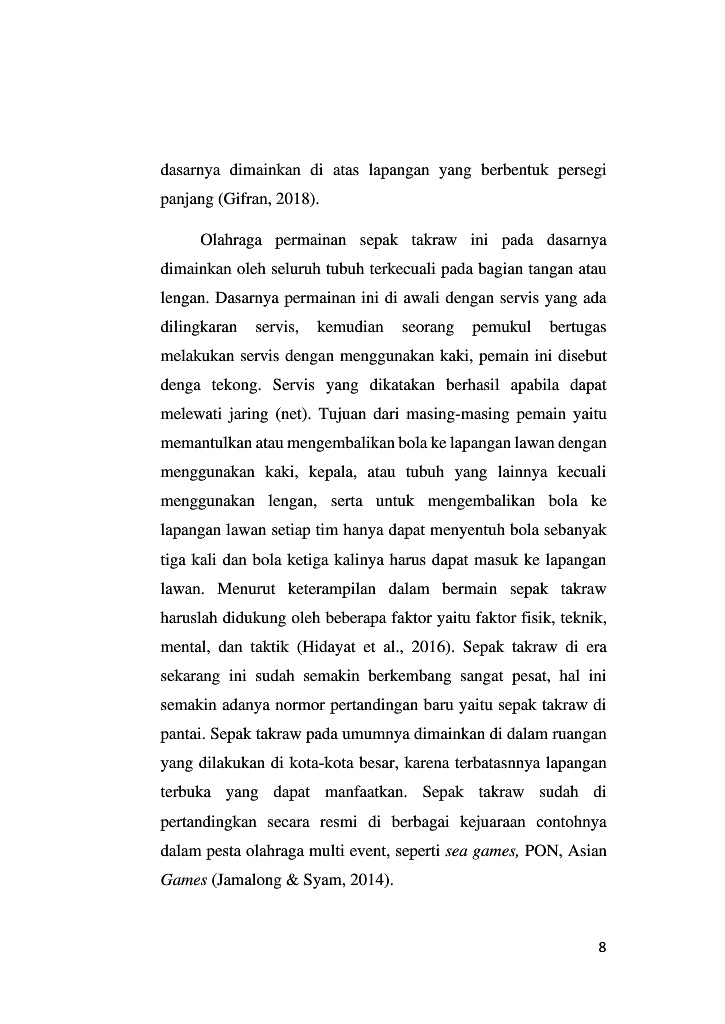 dasarnya dimainkan di atas lapangan yang berbentuk persegi
panjang (Gifran, 2018).
Olahraga permainan sepak takraw ini pada dasarnya
dimainkan oleh seluruh tubuh terkecuali pada bagian tangan atau
lengan. Dasarnya permainan ini di awali dengan servis yang ada
dilingkaran servis, kemudian seorang pemukul bertugas
melakukan servis dengan menggunakan kaki, pemain ini disebut
denga tekong. Servis yang dikatakan berhasil apabila dapat
melewati jaring (net). Tujuan dari masing-masing pemain yaitu
memantulkan atau mengembalikan bola ke lapangan lawan dengan
menggunakan kaki, kepala, atau tubuh yang lainnya kecuali
menggunakan lengan, serta untuk mengembalikan bola ke
lapangan lawan setiap tim hanya dapat menyentuh bola sebanyak
tiga kali dan bola ketiga kalinya harus dapat masuk ke lapangan
lawan. Menurut keterampilan dalam bermain sepak takraw
haruslah didukung oleh beberapa faktor yaitu faktor fisik, teknik,
mental, dan taktik (Hidayat et al., 2016). Sepak takraw di era
sekarang ini sudah semakin berkembang sangat pesat, hal ini
semakin adanya normor pertandingan baru yaitu sepak takraw di
pantai. Sepak takraw pada umumnya dimainkan di dalam ruangan
yang dilakukan di kota-kota besar, karena terbatasnnya lapangan
terbuka yang dapat manfaatkan. Sepak takraw sudah di
pertandingkan secara resmi di berbagai kejuaraan contohnya
dalam pesta olahraga multi event, seperti sea games, PON, Asian
Games (Jamalong & Syam, 2014).
8